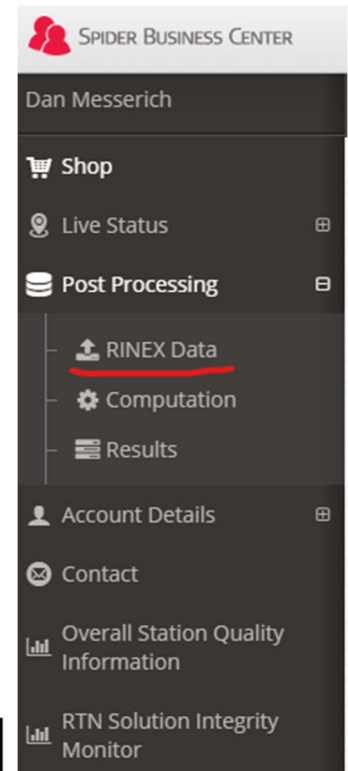 SPIDER BUSINESS CENTER
Dan Messerich
Shop
Live Status
Post Processing
RINEX Data
Computation
Results
Account Details
Contact
Overall Station Quality
Information
RTN Solution Integrity
Monitor